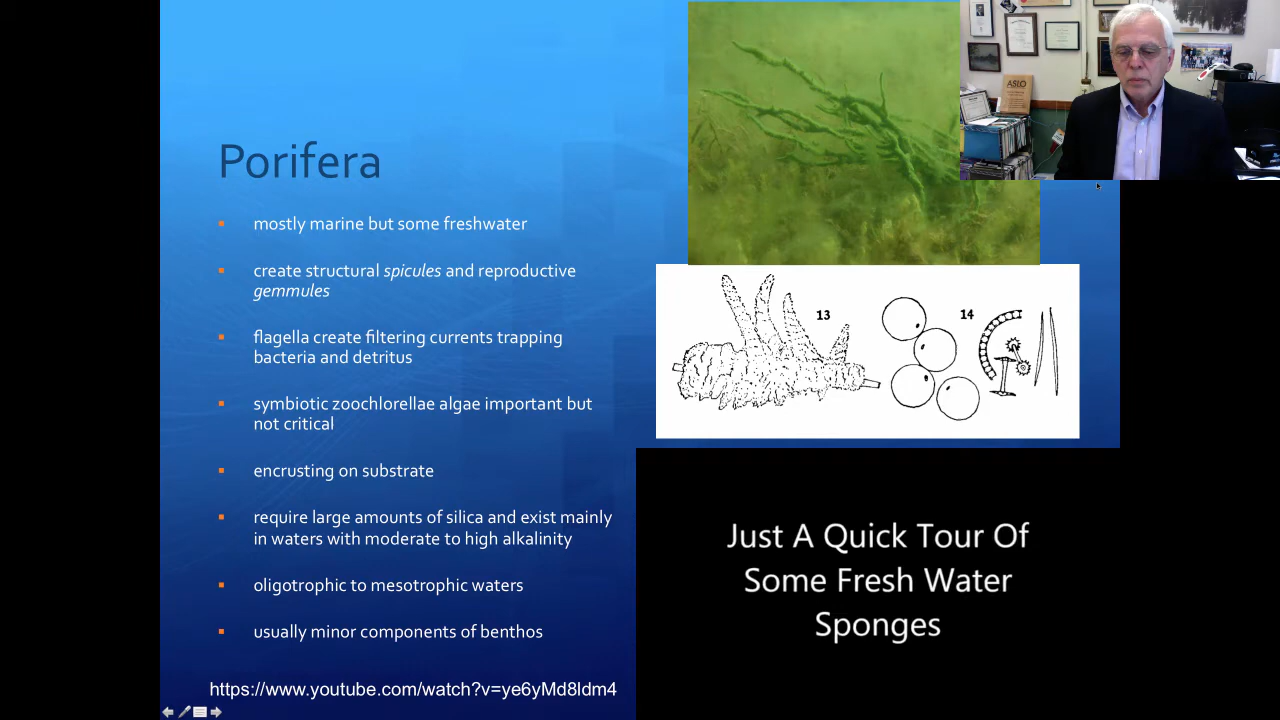 Porifera
mostly marine but some freshwater
create structural spicules and reproductive
gemmules
flagella create filtering currents trapping
bacteria and detritus
symbiotic zoochlorellae algae important but
not critical
encrusting on substrate
require large amounts of silica and exist mainly
in waters with moderate to high alkalinity
oligotrophic to mesotrophic waters
usually minor components of benthos
https://www.youtube.com/watch?v=ye6yMd8ldm4
ASLO
13
14
Just A Quick Tour Of
Some Fresh Water
Sponges